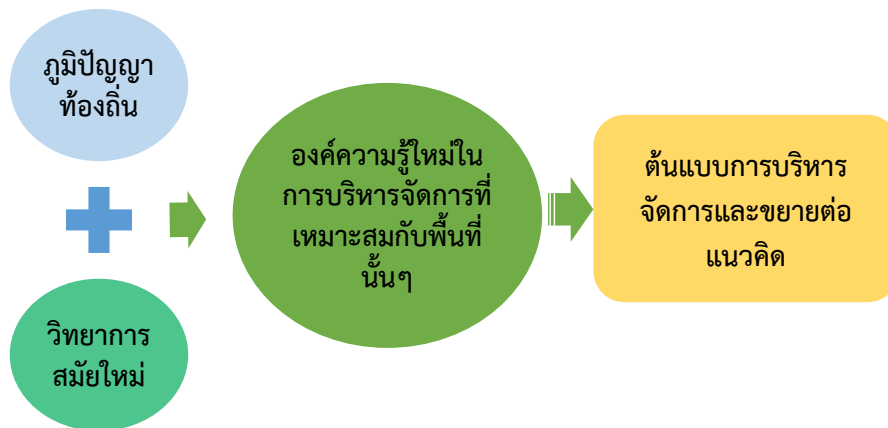 ภูมิปัญญา
ท้องถิ่น
วิทยาการ
สมัยใหม่
องค์ความรู้ใหม่ใน
การบริหารจัดการที่
เหมาะสมกับพื้นที่
นั้นๆ
ต้นแบบการบริหาร
จัดการและขยายต่อ
แนวคิด